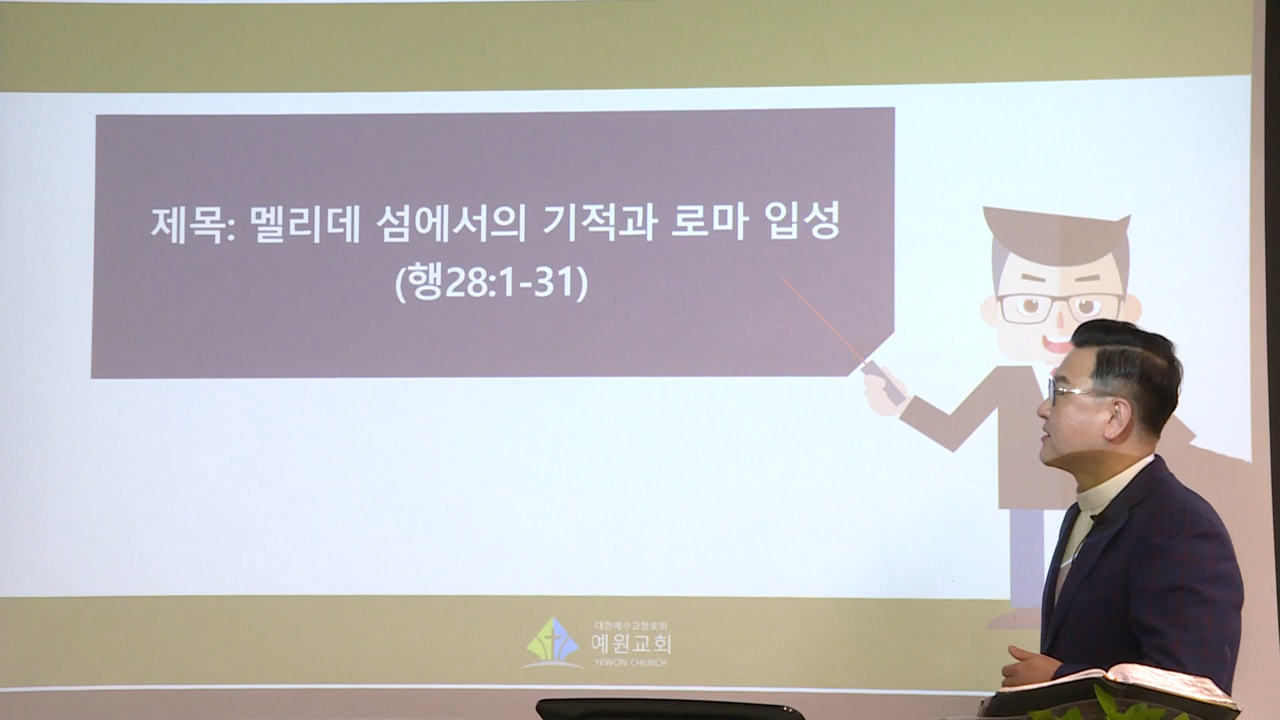 제목: 멜리데 섬에서의 기적과 로마 입성
(행28:1-31)
대한예수교장로회
예원교회
YEWON CHURCH